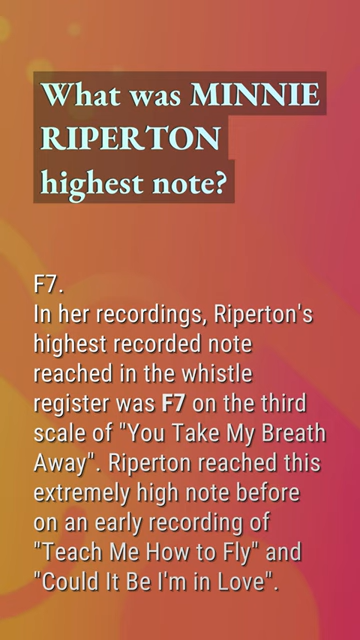 What was MINNIE
RIPERTON
highest note?
F7.
In her recordings, Riperton's
highest recorded note
reached in the whistle
register was F7 on the third
scale of "You Take My Breath
Away". Riperton reached this
extremely high note before
on an early recording of
"Teach Me How to Fly" and
"Could It Be I'm in Love".